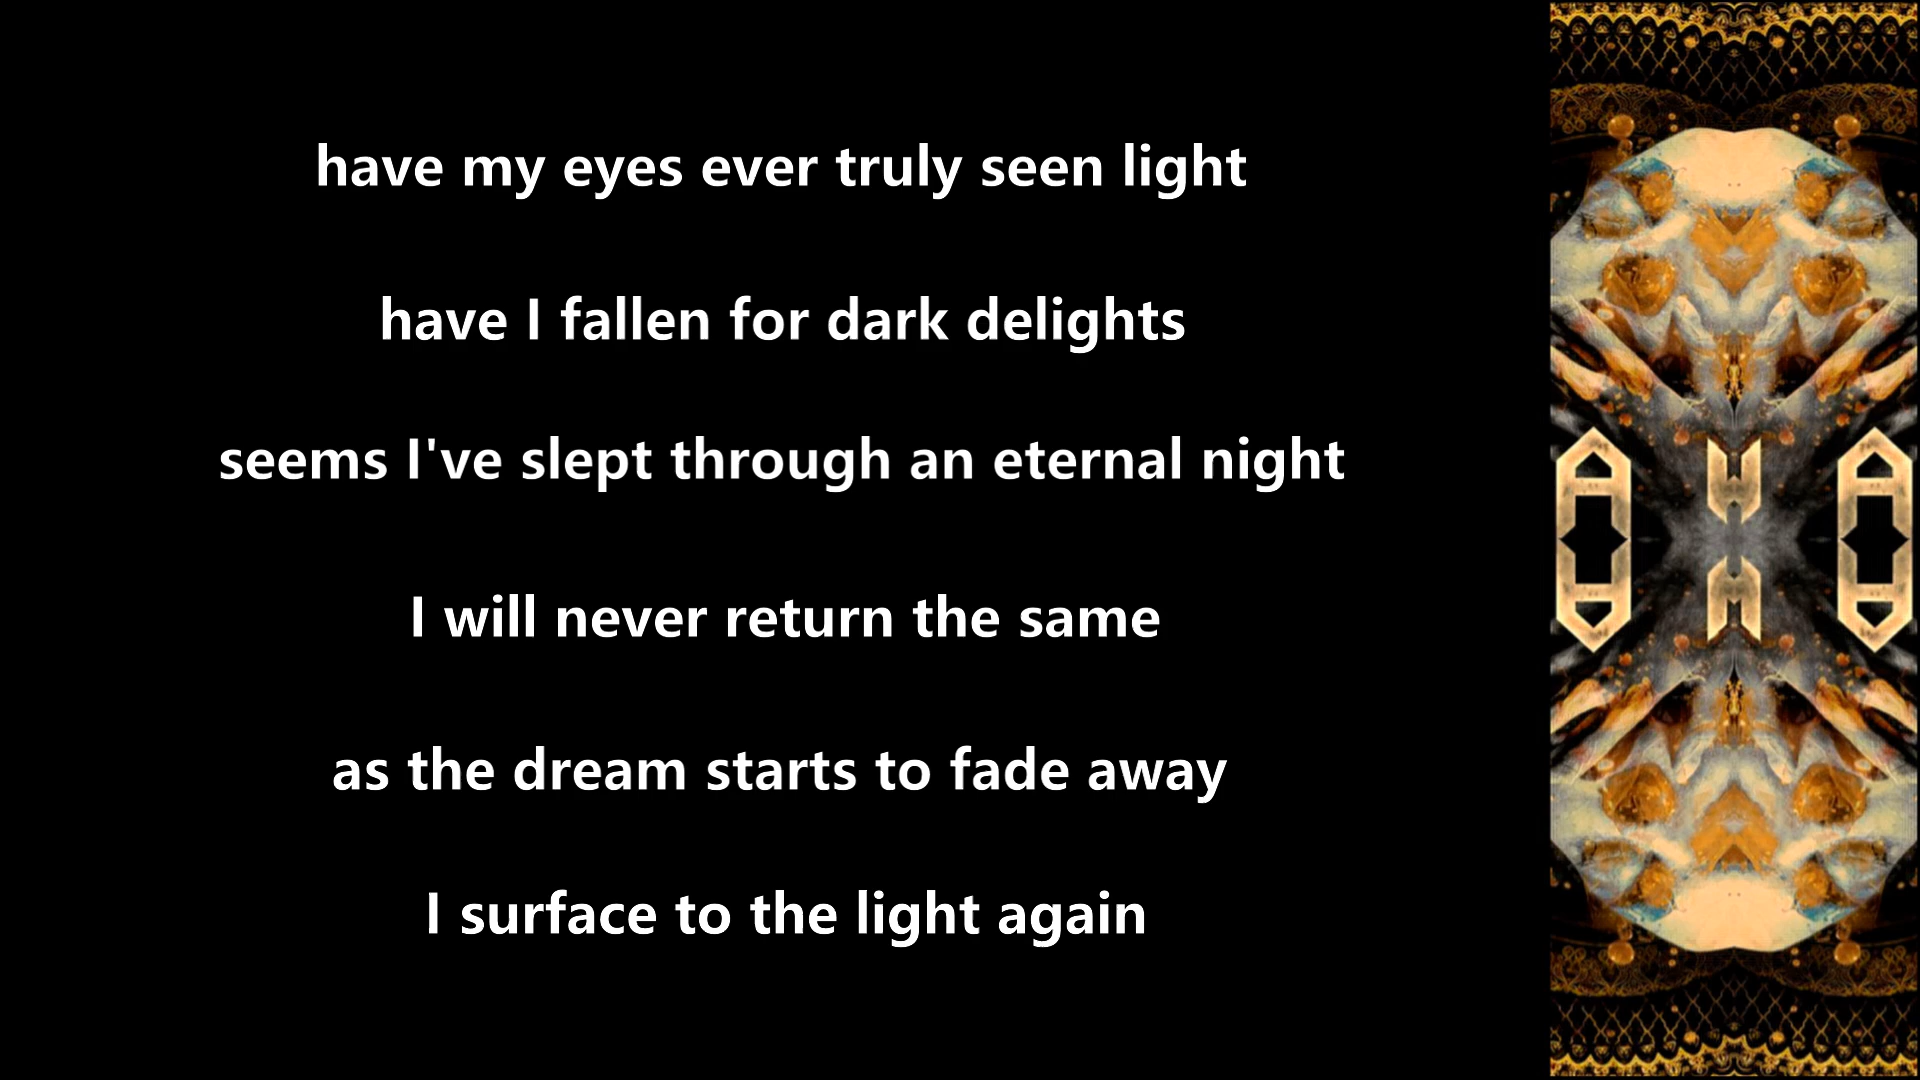 have my eyes ever truly seen light
have I fallen for dark delights
seems I've slept through an eternal night
I will never return the same
as the dream starts to fade away
I surface to the light again